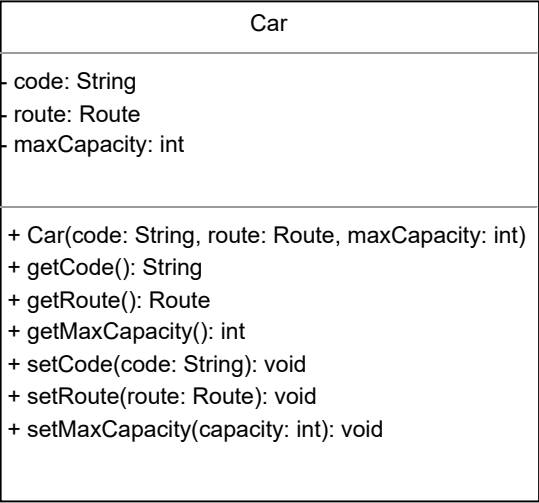 Car
- code: String
- route: Route
- maxCapacity: int
+ Car(code: String, route: Route, maxCapacity: int)
+ getCode(): String
+ getRoute(): Route
+ getMaxCapacity(): int
+ setCode(code: String): void
+ setRoute(route: Route): void
+ setMaxCapacity(capacity: int): void